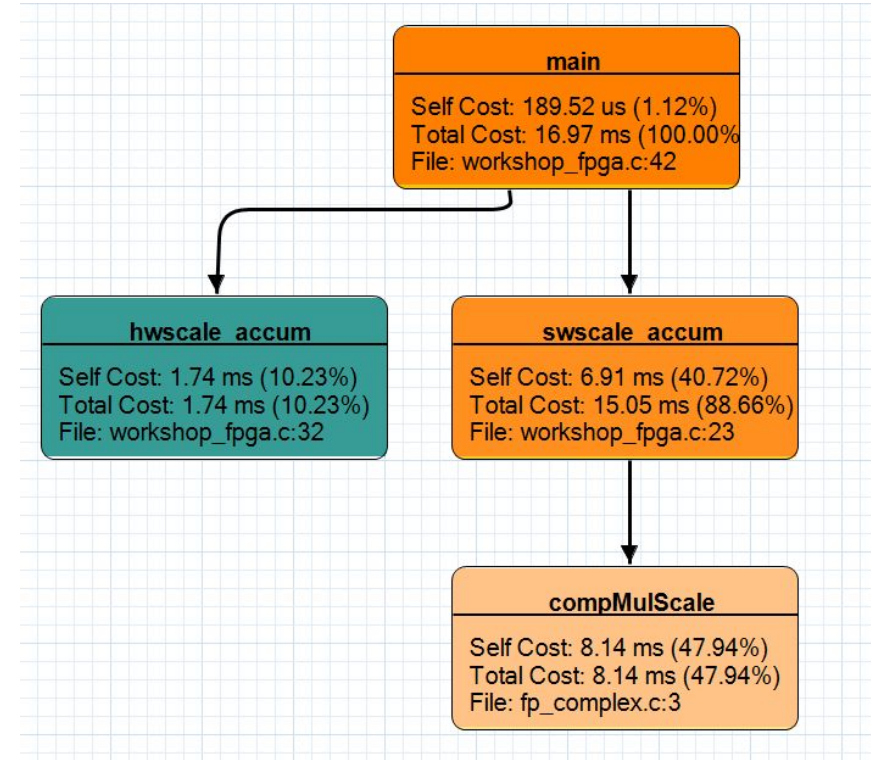 main
Self Cost: 189.52 us (1.12%)
Total Cost: 16.97 ms (100.00%
File: workshop_fpga.c:42
hwscale_accum
Self Cost: 1.74 ms (10.23%)
Total Cost: 1.74 ms (10.23%)
File: workshop_fpga.c:32
swscale_accum
Self Cost: 6.91 ms (40.72%)
Total Cost: 15.05 ms (88.66%)
File: workshop_fpga.c:23
compMulScale
Self Cost: 8.14 ms (47.94%)
Total Cost: 8.14 ms (47.94%)
File: fp_complex.c:3